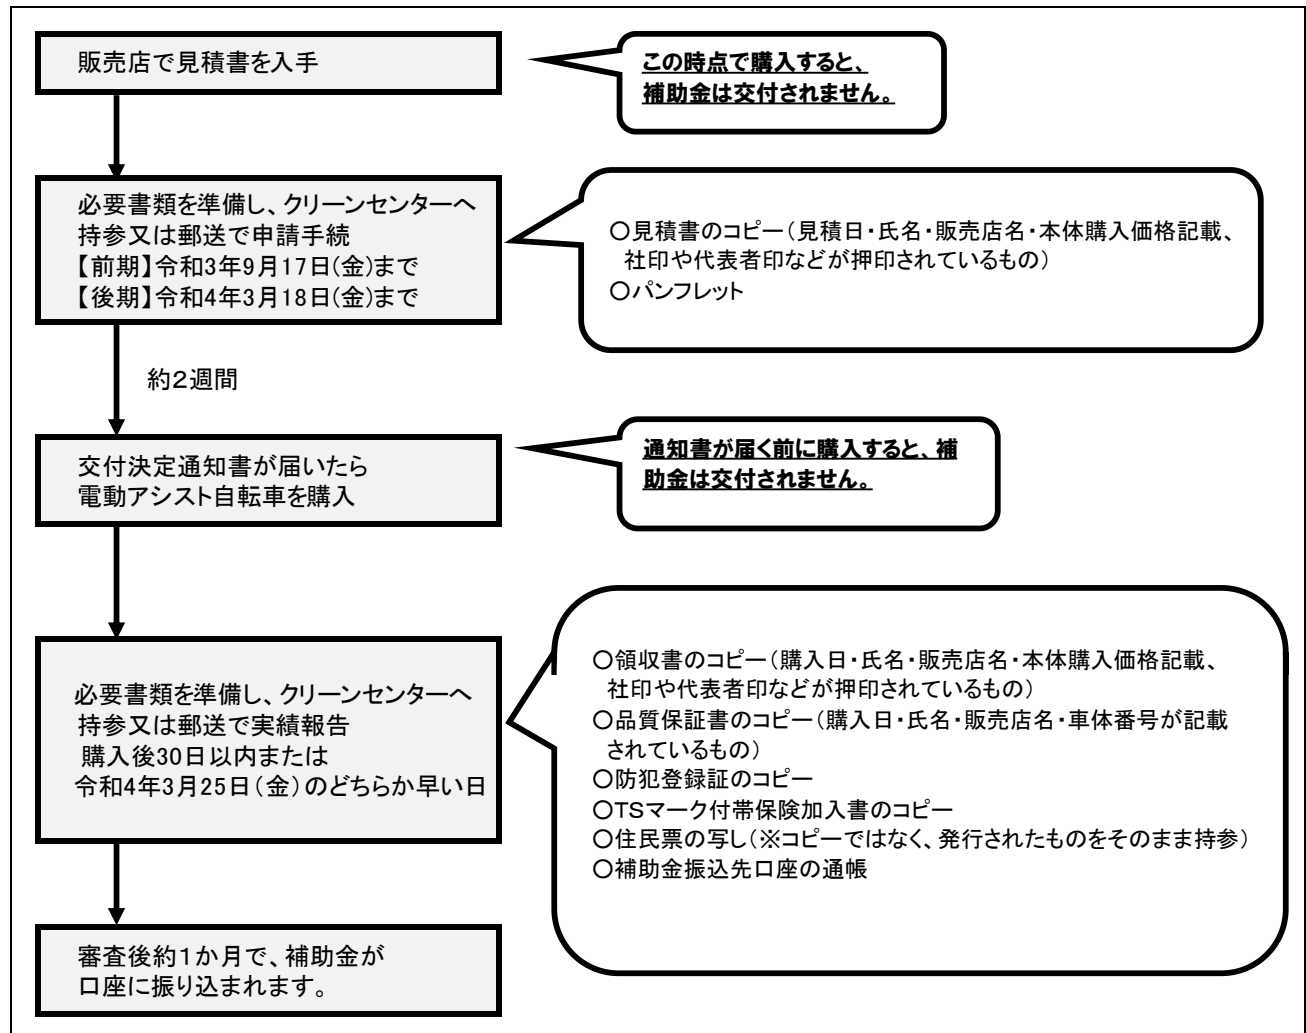 販売店で見積書を入手
この時点で購入すると、
補助金は交付されません。
必要書類を準備し、クリーンセンターへ
持参又は郵送で申請手続
【前期】令和3年9月17日(金)まで
【後期】令和4年3月18日(金)まで
〇見積書のコピー（見積日・氏名・販売店名・本体購入価格記載、
社印や代表者印などが押印されているもの）
〇パンフレット
約２週間
交付決定通知書が届いたら
電動アシスト自転車を購入
通知書が届く前に購入すると、補
助金は交付されません。
必要書類を準備し、クリーンセンターへ
持参又は郵送で実績報告
購入後30日以内または
令和4年3月25日（金）のどちらか早い日
〇領収書のコピー（購入日・氏名・販売店名・本体購入価格記載、
社印や代表者印などが押印されているもの）
〇品質保証書のコピー（購入日・氏名・販売店名・車体番号が記載
されているもの）
〇防犯登録証のコピー
〇TSマーク付帯保険加入書のコピー
〇住民票の写し（※コピーではなく、発行されたものをそのまま持参）
〇補助金振込先口座の通帳
審査後約１か月で、補助金が
口座に振り込まれます。